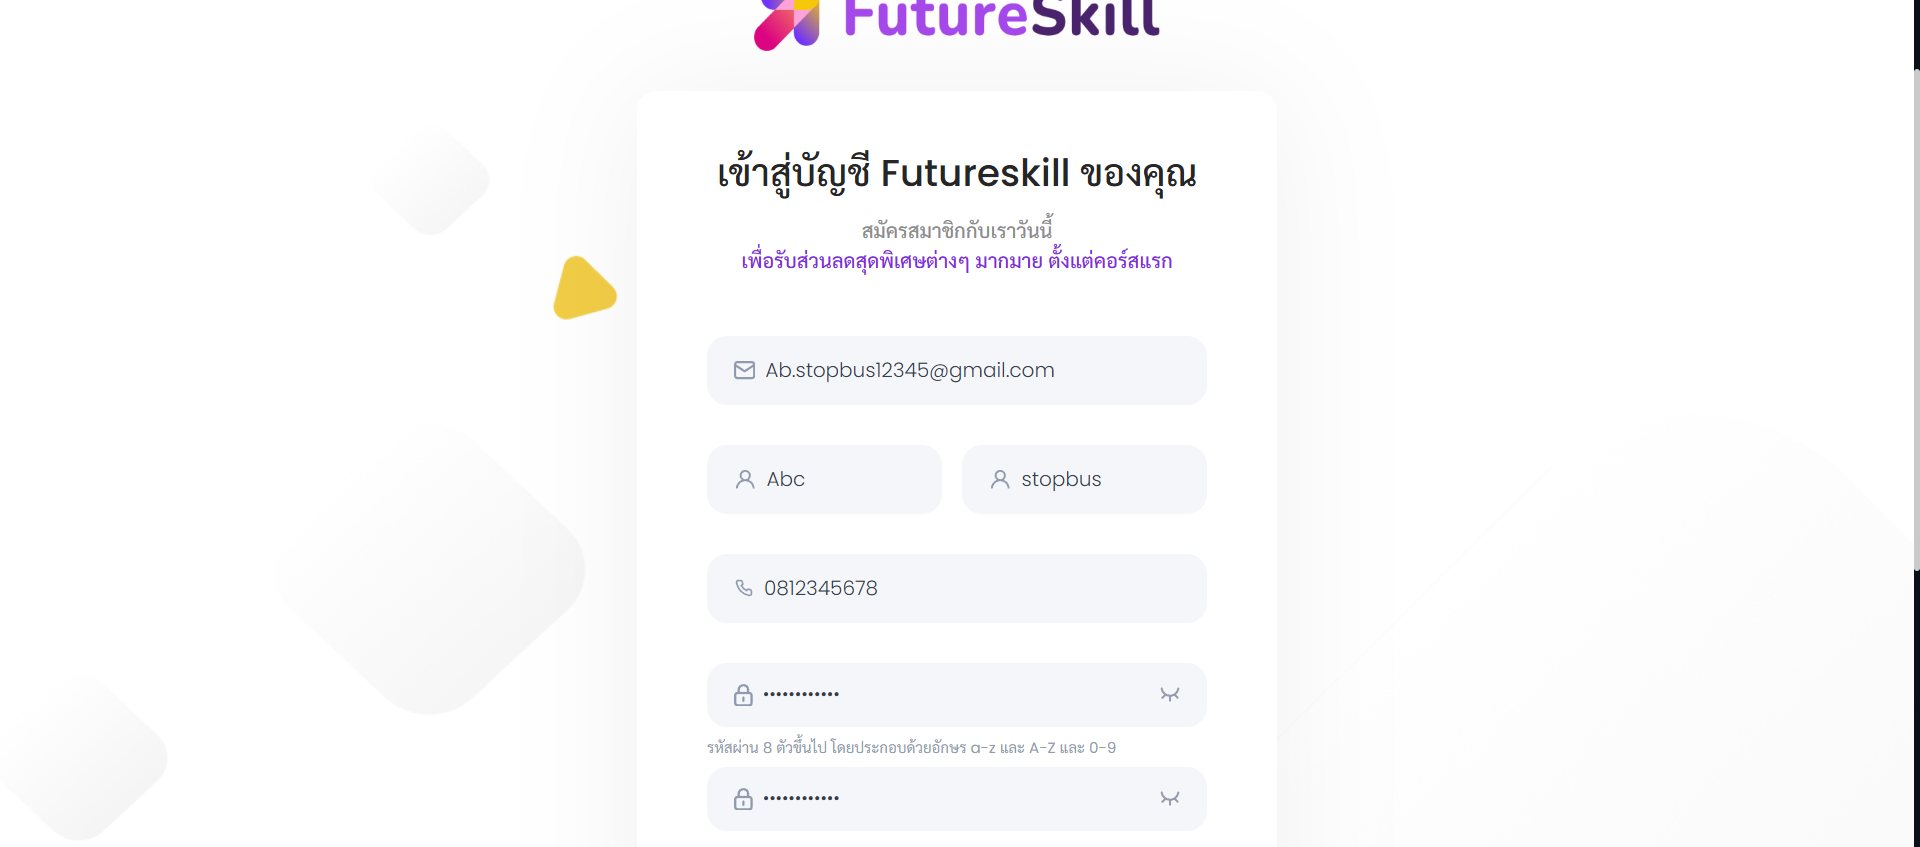 FutureSkill
เข้าสู่บัญชี Futureskill ของคุณ
สมัครสมาชิกกับเราวันนี้
เพื่อรับส่วนลดสุดพิเศษต่างๆ มากมาย ตั้งแต่คอร์สแรก
Ab.stopbus12345@gmail.com
Abc stopbus
0812345678
••••••••••••
รหัสผ่าน 8 ตัวขึ้นไป โดยประกอบด้วยอักษร a-z และ A-Z และ 0-9
••••••••••••